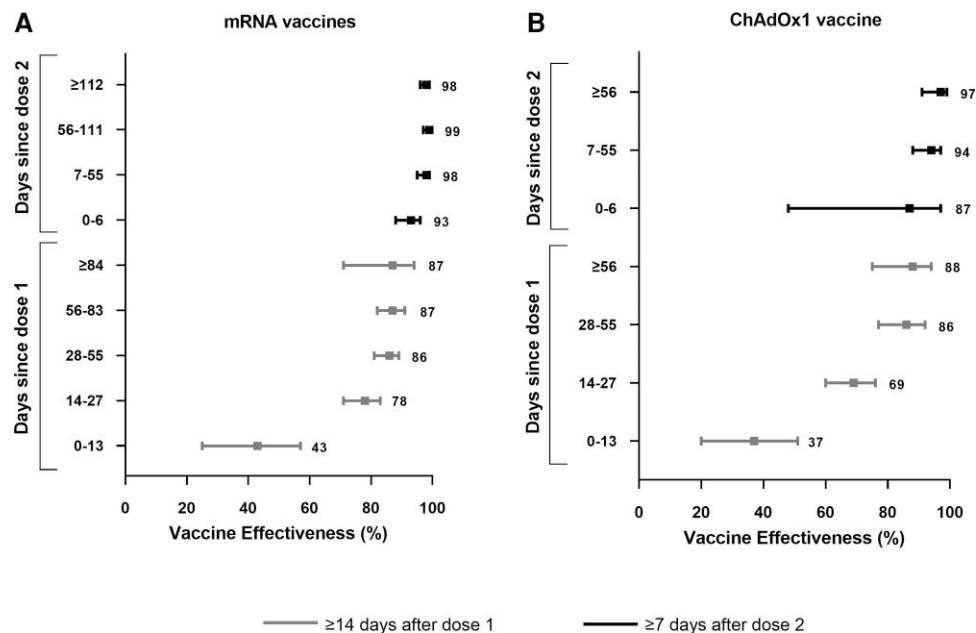 A
mRNA vaccines
Days since dose 2
≥112
98
56-111
99
7-55
98
0-6
93
Days since dose 1
≥84
87
56-83
87
28-55
86
14-27
78
0-13
43
0 20 40 60 80 100
Vaccine Effectiveness (%)
B
ChAdOx1 vaccine
Days since dose 2
≥56
97
7-55
94
0-6
87
Days since dose 1
≥56
88
28-55
86
14-27
69
0-13
37
0 20 40 60 80 100
Vaccine Effectiveness (%)
≥14 days after dose 1
≥7 days after dose 2